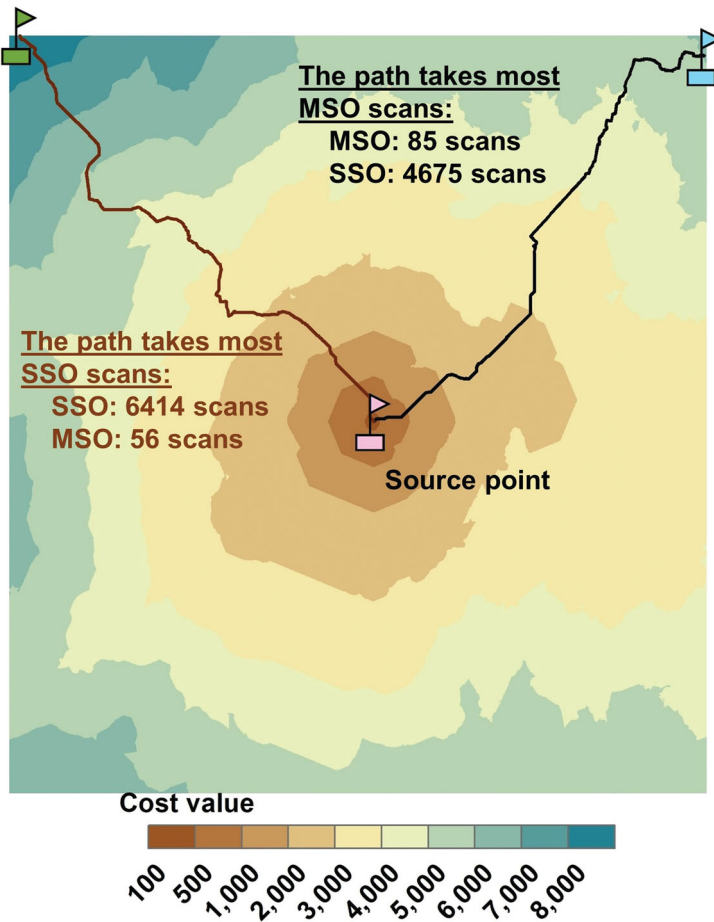 The path takes most
MSO scans:
MSO: 85 scans
SSO: 4675 scans
The path takes most
SSO scans:
SSO: 6414 scans
MSO: 56 scans
Source point
Cost value
100
500
1,000
2,000
3,000
4,000
5,000
6,000
7,000
8,000